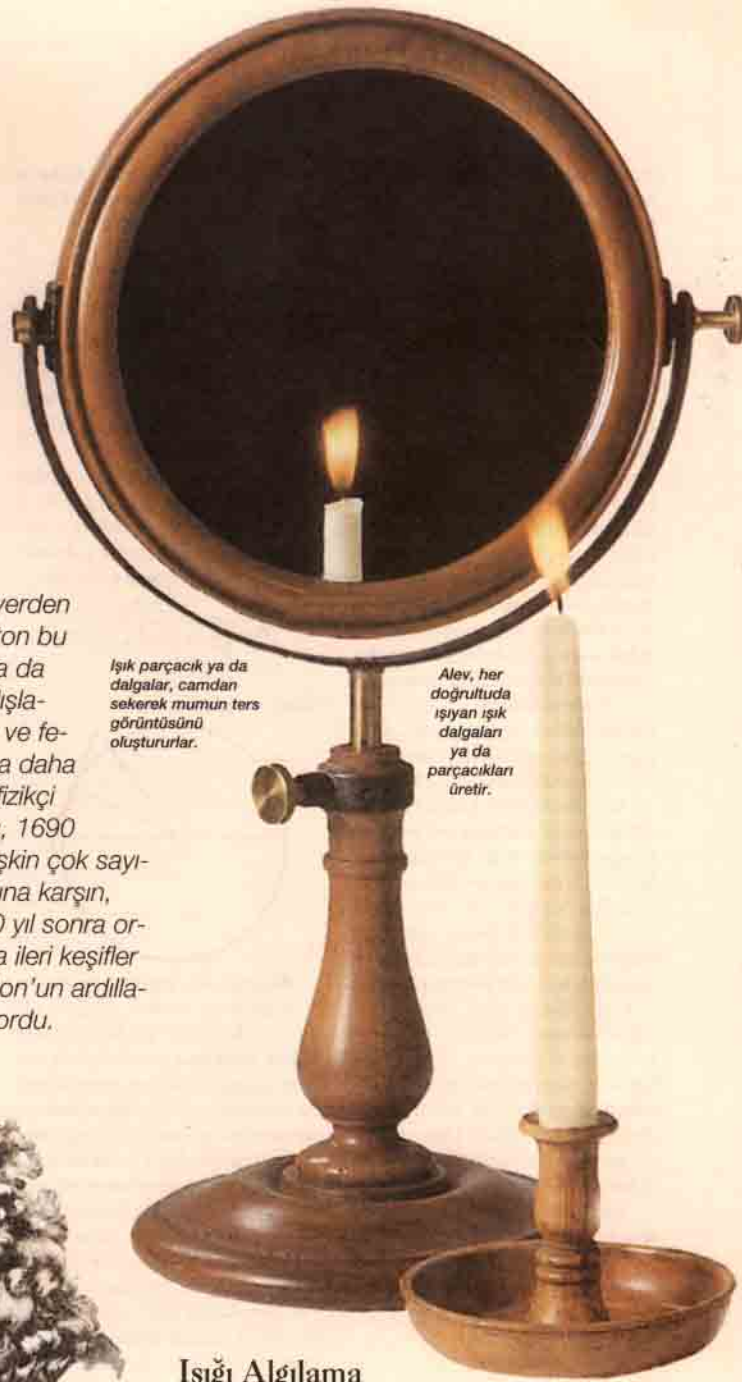 yerden
on bu
a da
ışla-
ve fe-
a daha
fizikçi
, 1690
şkin çok sayı-
ına karşın,
0 yıl sonra or-
a ileri keşifler
on'un ardılla-
ordu.
Işık parçacık ya da
dalgalar, camdan
sekerek mumun ters
görüntüsünü
oluştururlar.
Alev, her
doğrultuda
ışıyan ışık
dalgaları
ya da
parçacıkları
üretir.
Işığı Algılama